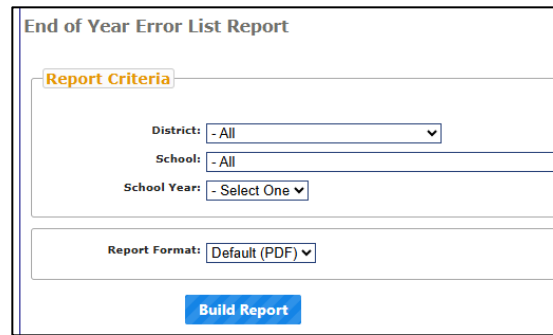 End of Year Error List Report
Report Criteria
District: - All
School: - All
School Year: - Select One
Report Format: Default (PDF)
Build Report